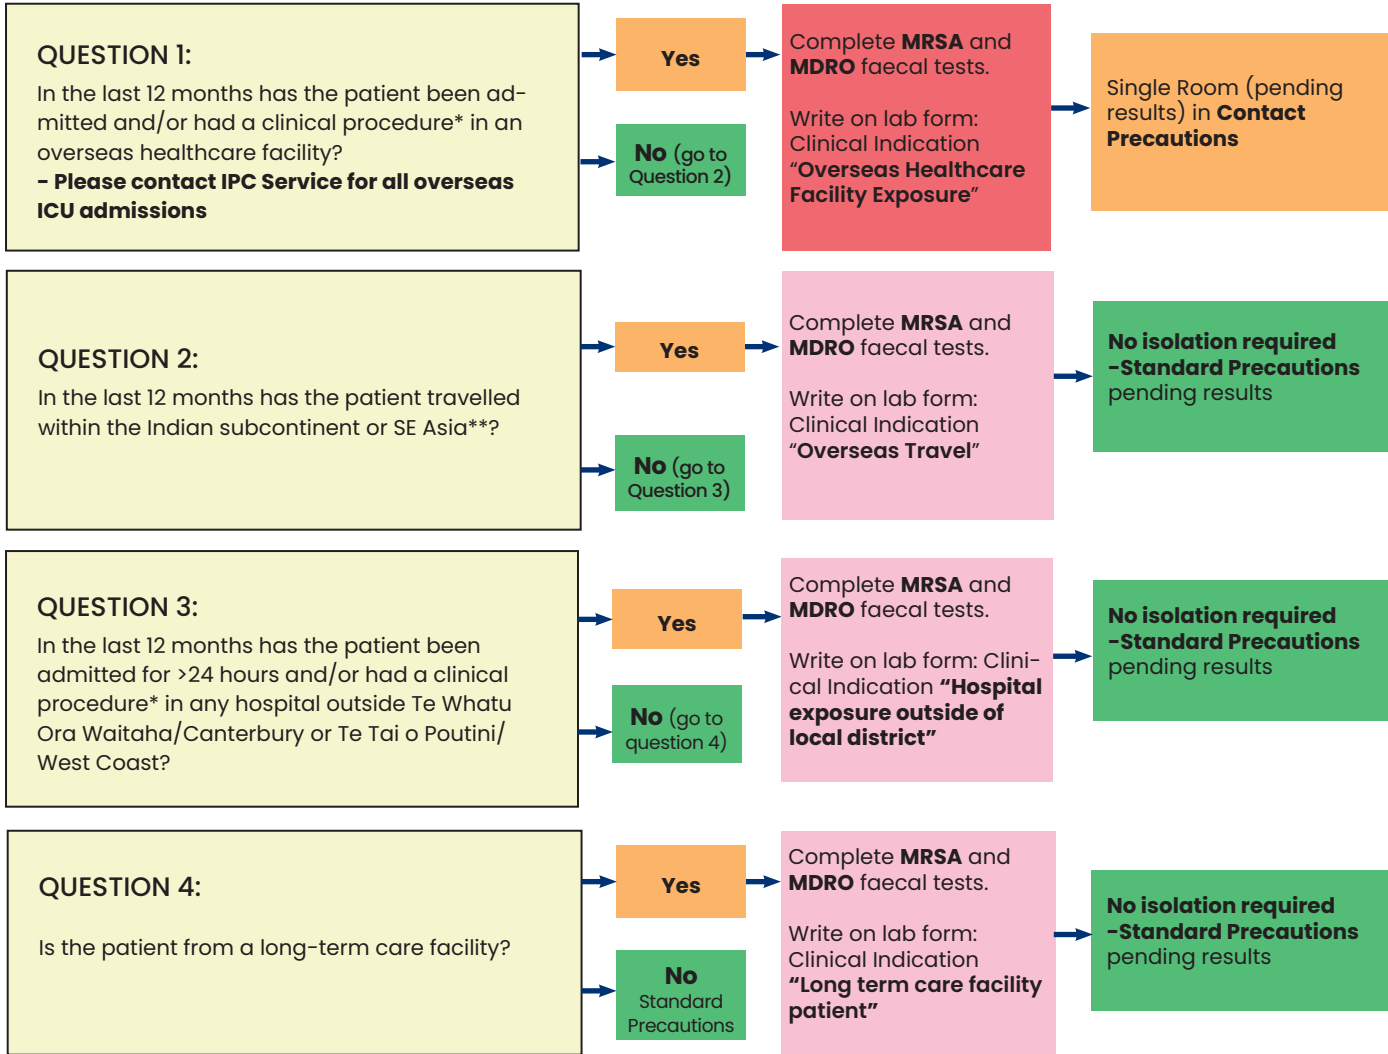 QUESTION 1:
In the last 12 months has the patient been ad-
mitted and/or had a clinical procedure* in an
overseas healthcare facility?
- Please contact IPC Service for all overseas
ICU admissions
Yes
No (go to
Question 2)
Complete MRSA and
MDRO faecal tests.
Write on lab form:
Clinical Indication
“Overseas Healthcare
Facility Exposure”
Single Room (pending
results) in Contact
Precautions
QUESTION 2:
In the last 12 months has the patient travelled
within the Indian subcontinent or SE Asia**?
Yes
No (go to
Question 3)
Complete MRSA and
MDRO faecal tests.
Write on lab form:
Clinical Indication
“Overseas Travel”
No isolation required
-Standard Precautions
pending results
QUESTION 3:
In the last 12 months has the patient been
admitted for >24 hours and/or had a clinical
procedure* in any hospital outside Te Whatu
Ora Waitaha/Canterbury or Te Tai o Poutini/
West Coast?
Yes
No (go to
question 4)
Complete MRSA and
MDRO faecal tests.
Write on lab form: Clini-
cal Indication “Hospital
exposure outside of
local district”
No isolation required
-Standard Precautions
pending results
QUESTION 4:
Is the patient from a long-term care facility?
Yes
No
Standard
Precautions
Complete MRSA and
MDRO faecal tests.
Write on lab form:
Clinical Indication
“Long term care facility
patient”
No isolation required
-Standard Precautions
pending results